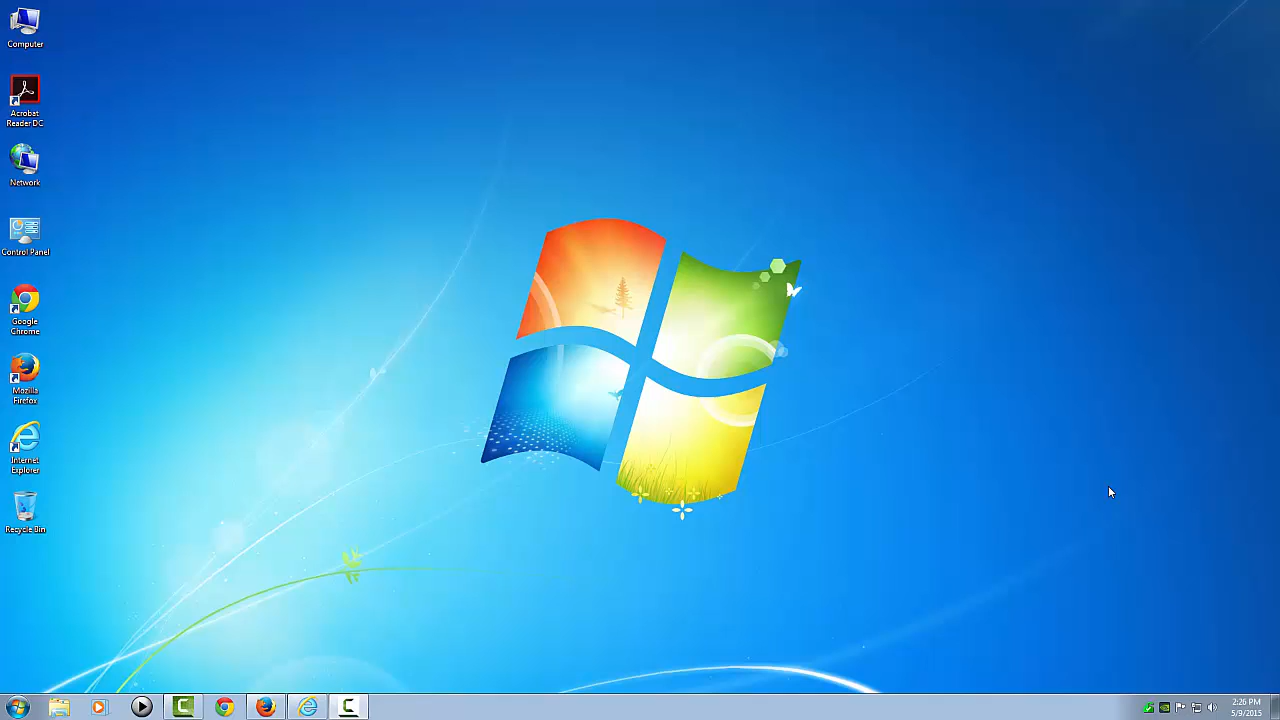 Computer
Acrobat
Reader DC
Network
Control Panel
Google
Chrome
Mozilla
Firefox
Internet
Explorer
Recycle Bin
2:26 PM
5/9/2015